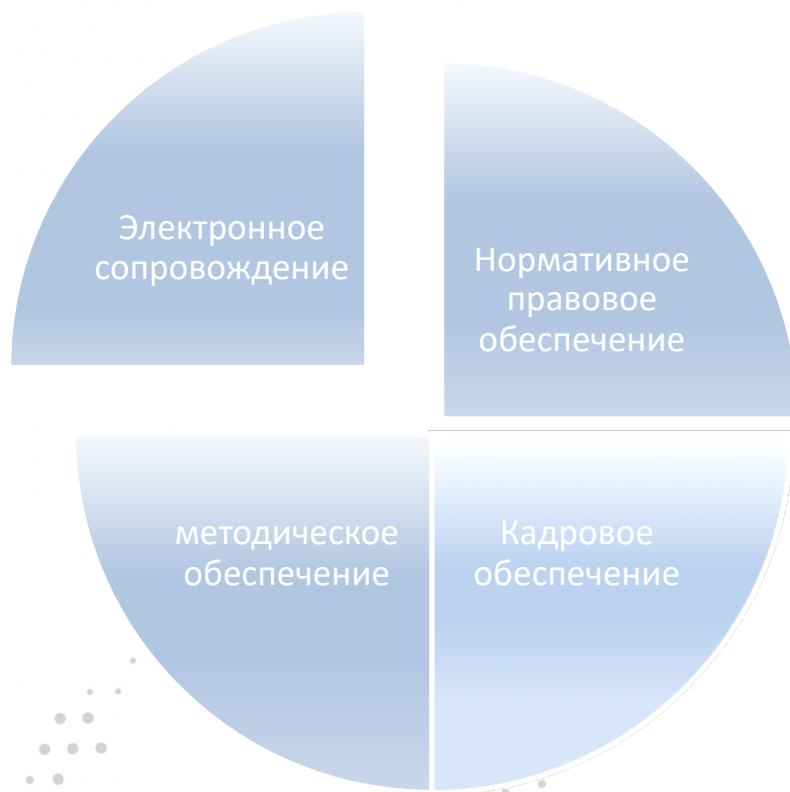 Электронное
сопровождение
Нормативное
правовое
обеспечение
методическое
обеспечение
Кадровое
обеспечение